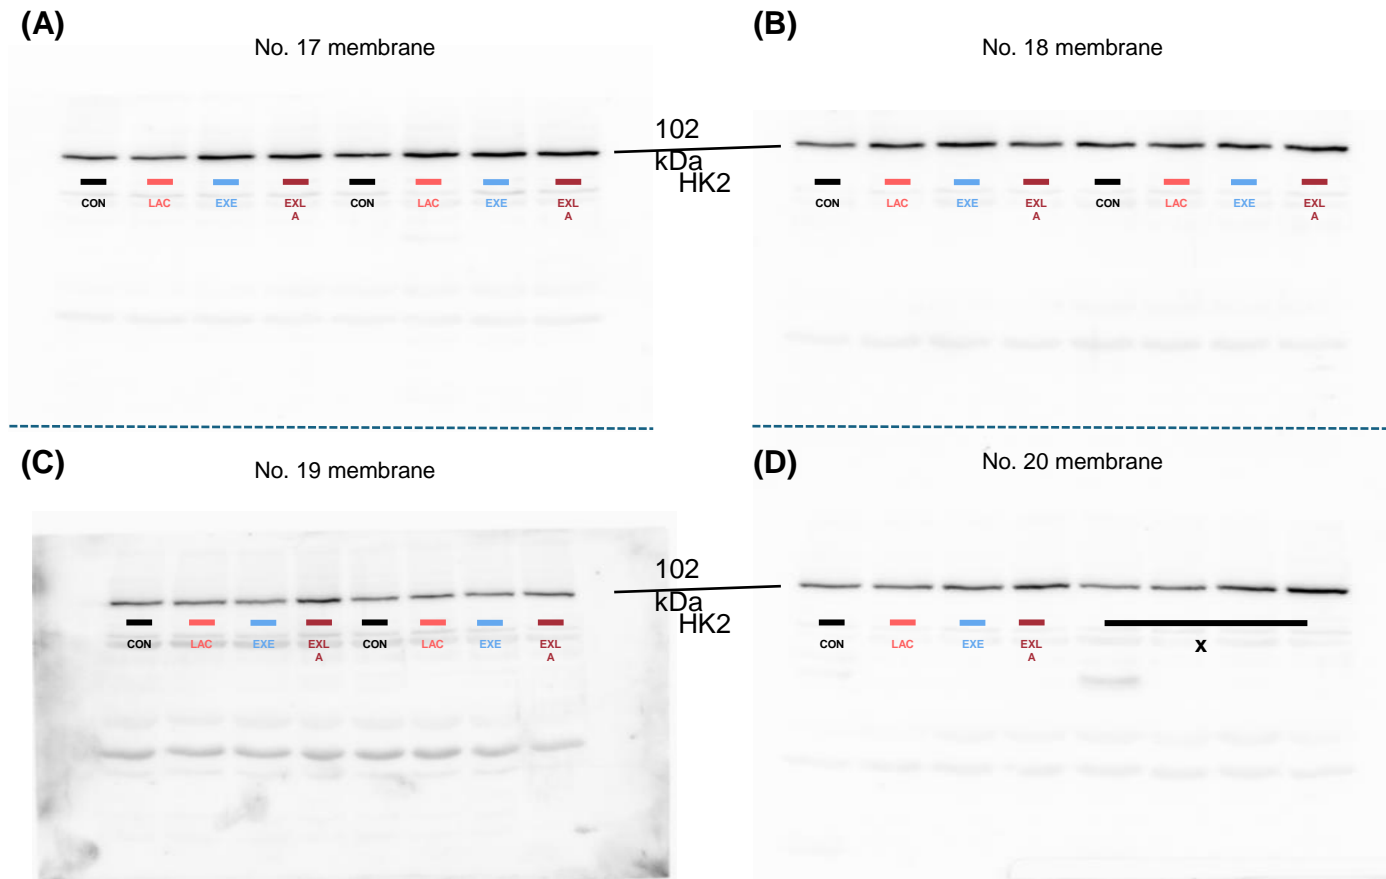 (A)
No. 17 membrane
(B)
No. 18 membrane
102
kDa
HK2
CON LAC EXE EXL A CON LAC EXE EXL A
CON LAC EXE EXL A CON LAC EXE EXL A
(C)
No. 19 membrane
(D)
No. 20 membrane
102
kDa
HK2
CON LAC EXE EXL A CON LAC EXE EXL A
CON LAC EXE EXL A x